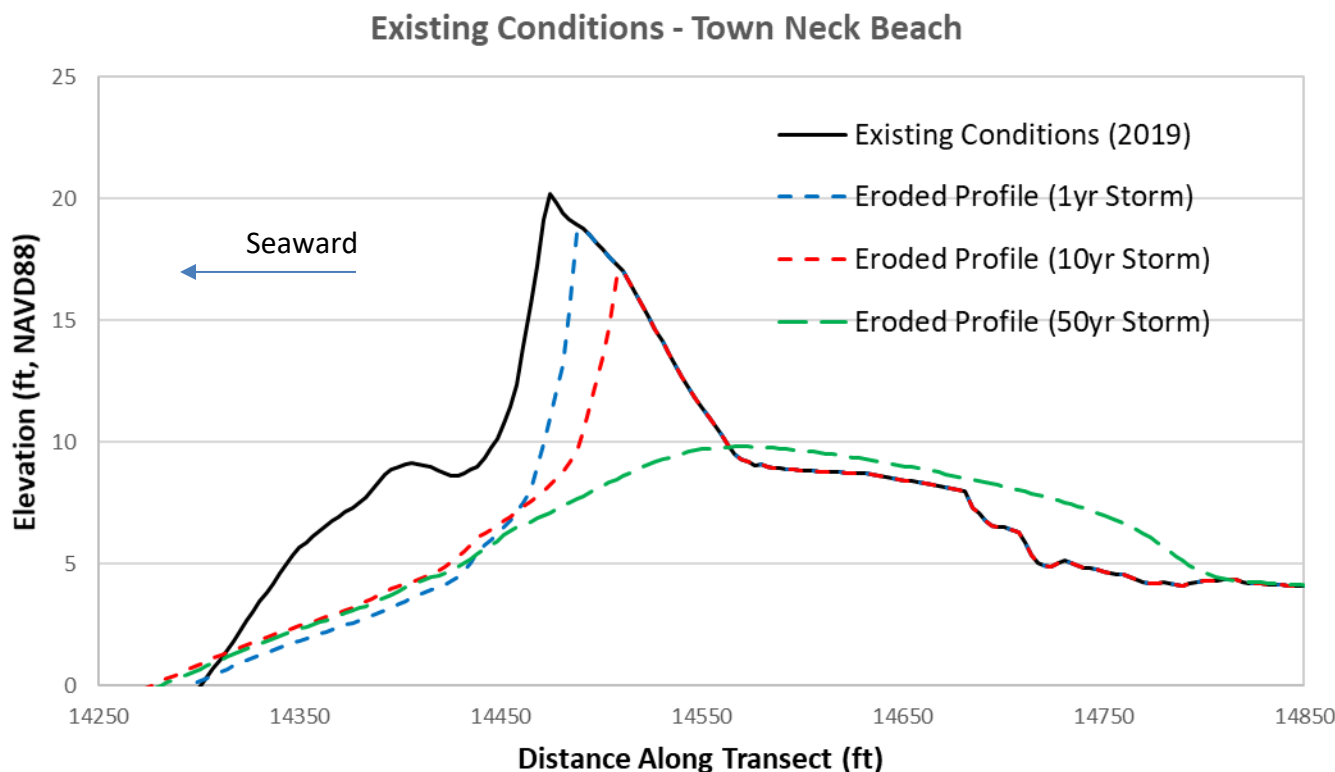 Existing Conditions - Town Neck Beach
25
20
15
10
5
0
Elevation (ft, NAVD88)
Seaward
Existing Conditions (2019)
Eroded Profile (1yr Storm)
Eroded Profile (10yr Storm)
Eroded Profile (50yr Storm)
14250 14350 14450 14550 14650 14750 14850
Distance Along Transect (ft)